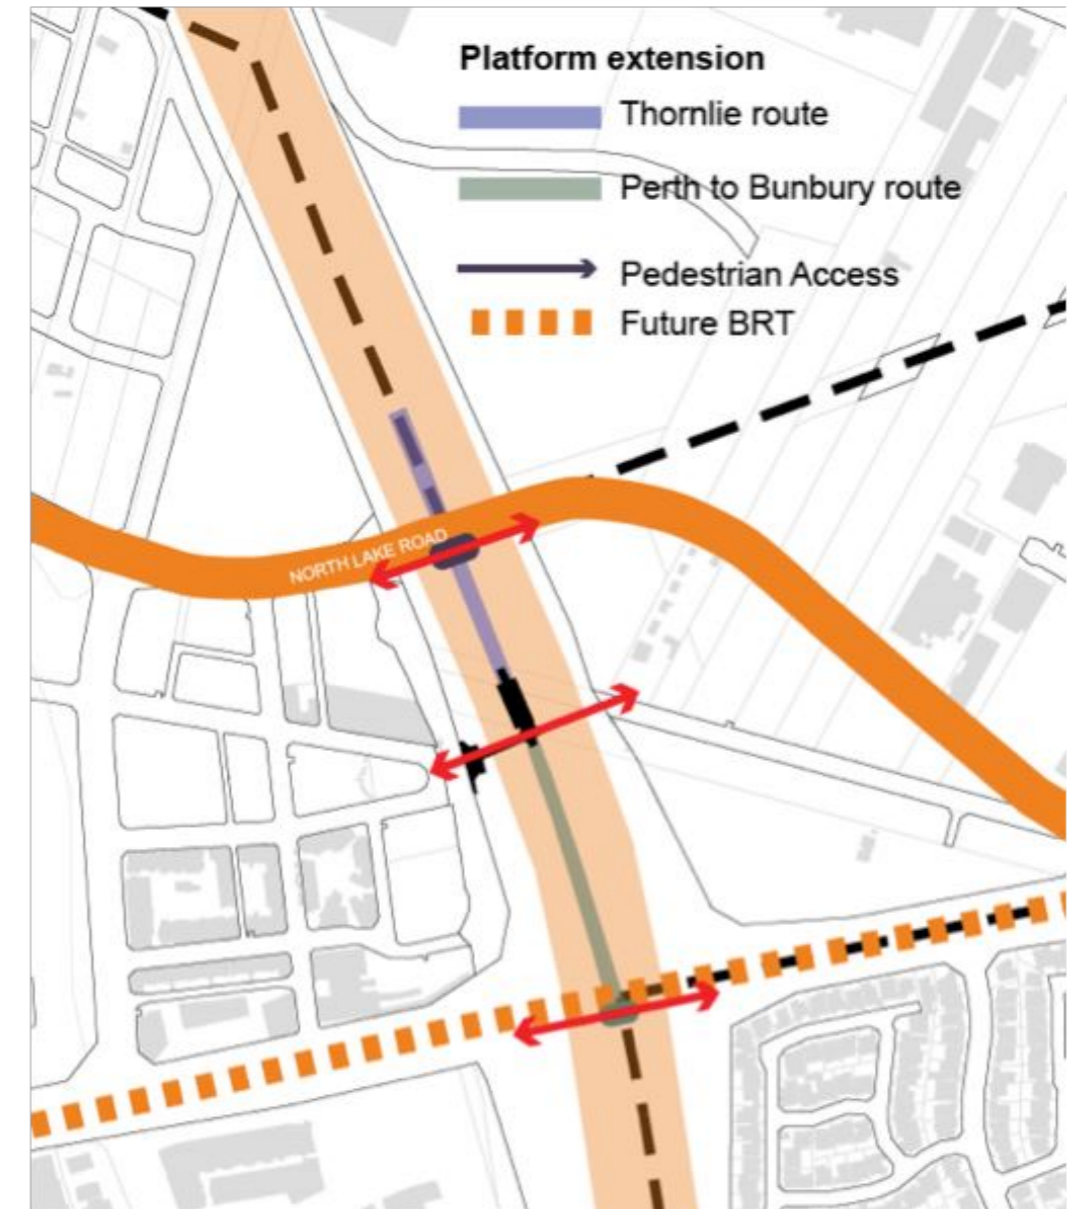 Platform extension
Thornlie route
Perth to Bunbury route
Pedestrian Access
Future BRT
NORTH LAKE ROAD